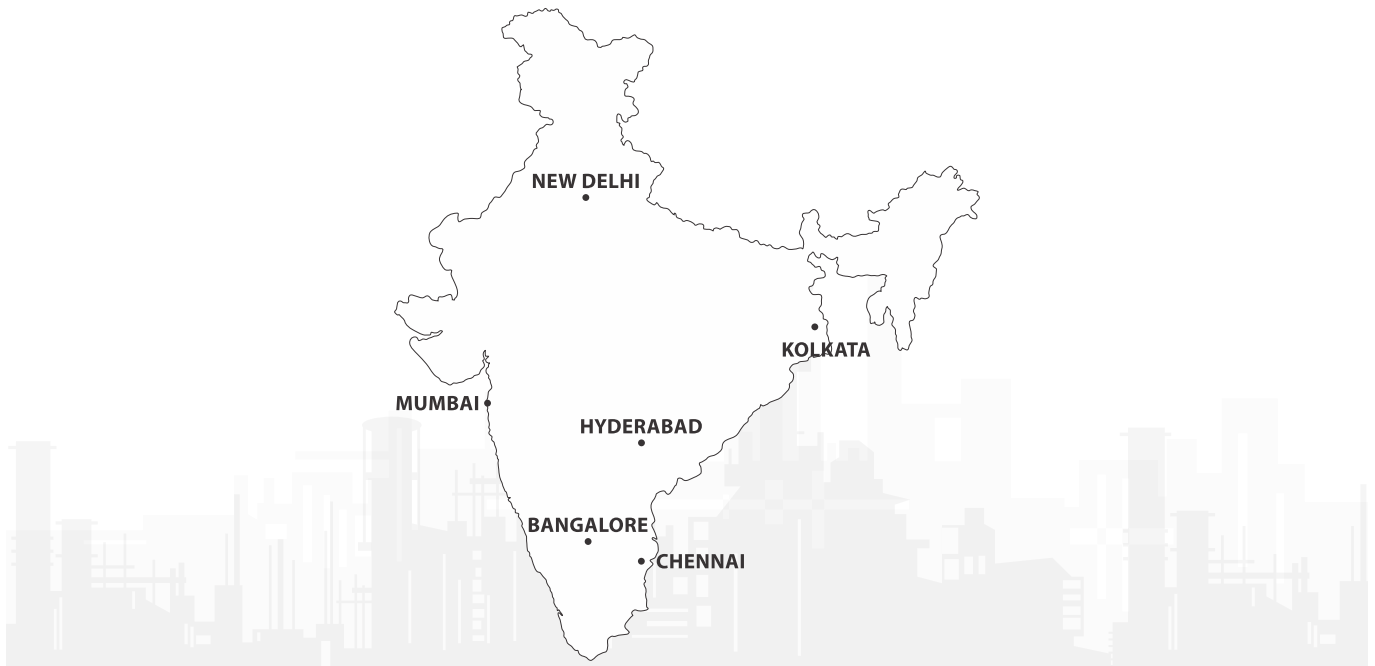 NEW DELHI
KOLKATA
MUMBAI
HYDERABAD
BANGALORE
CHENNAI